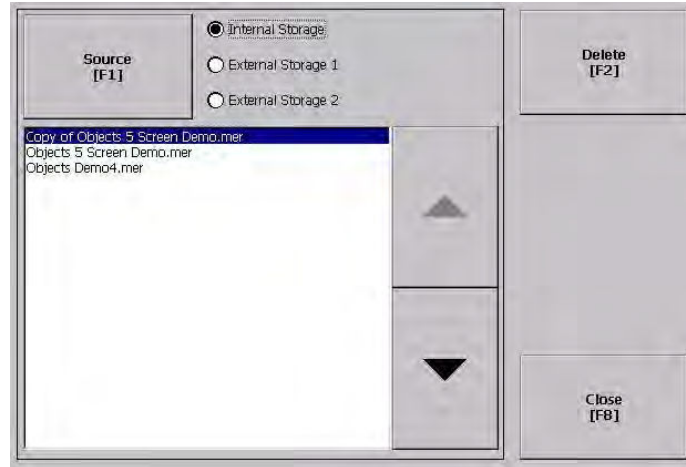 Source
[F1]
Internal Storage
External Storage 1
External Storage 2
Delete
[F2]
Copy of Objects 5 Screen Demo.mer
Objects 5 Screen Demo.mer
Objects Demo4.mer
Close
[F8]